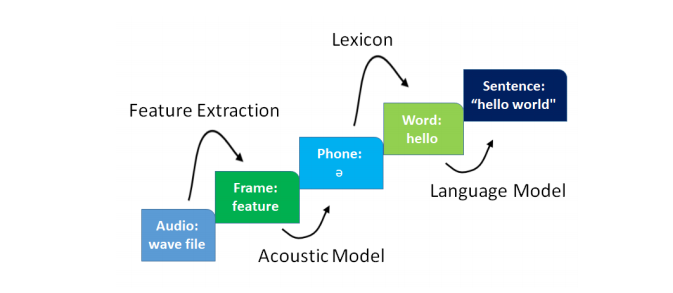 Lexicon
Sentence:
“hello world"
Feature Extraction
Word:
hello
Phone:
ə
Language Model
Frame:
feature
Audio:
wave file
Acoustic Model